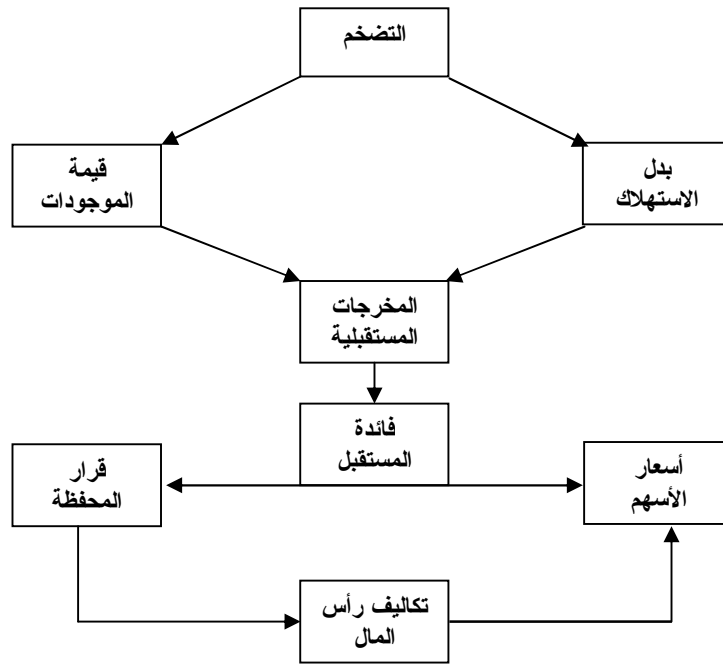 التضخم
قيمة
الموجودات
بدل
الاستهلاك
المخرجات
المستقبلية
فائدة
المستقبل
قرار
المحفظة
أسعار
الأسهم
تكاليف رأس
المال